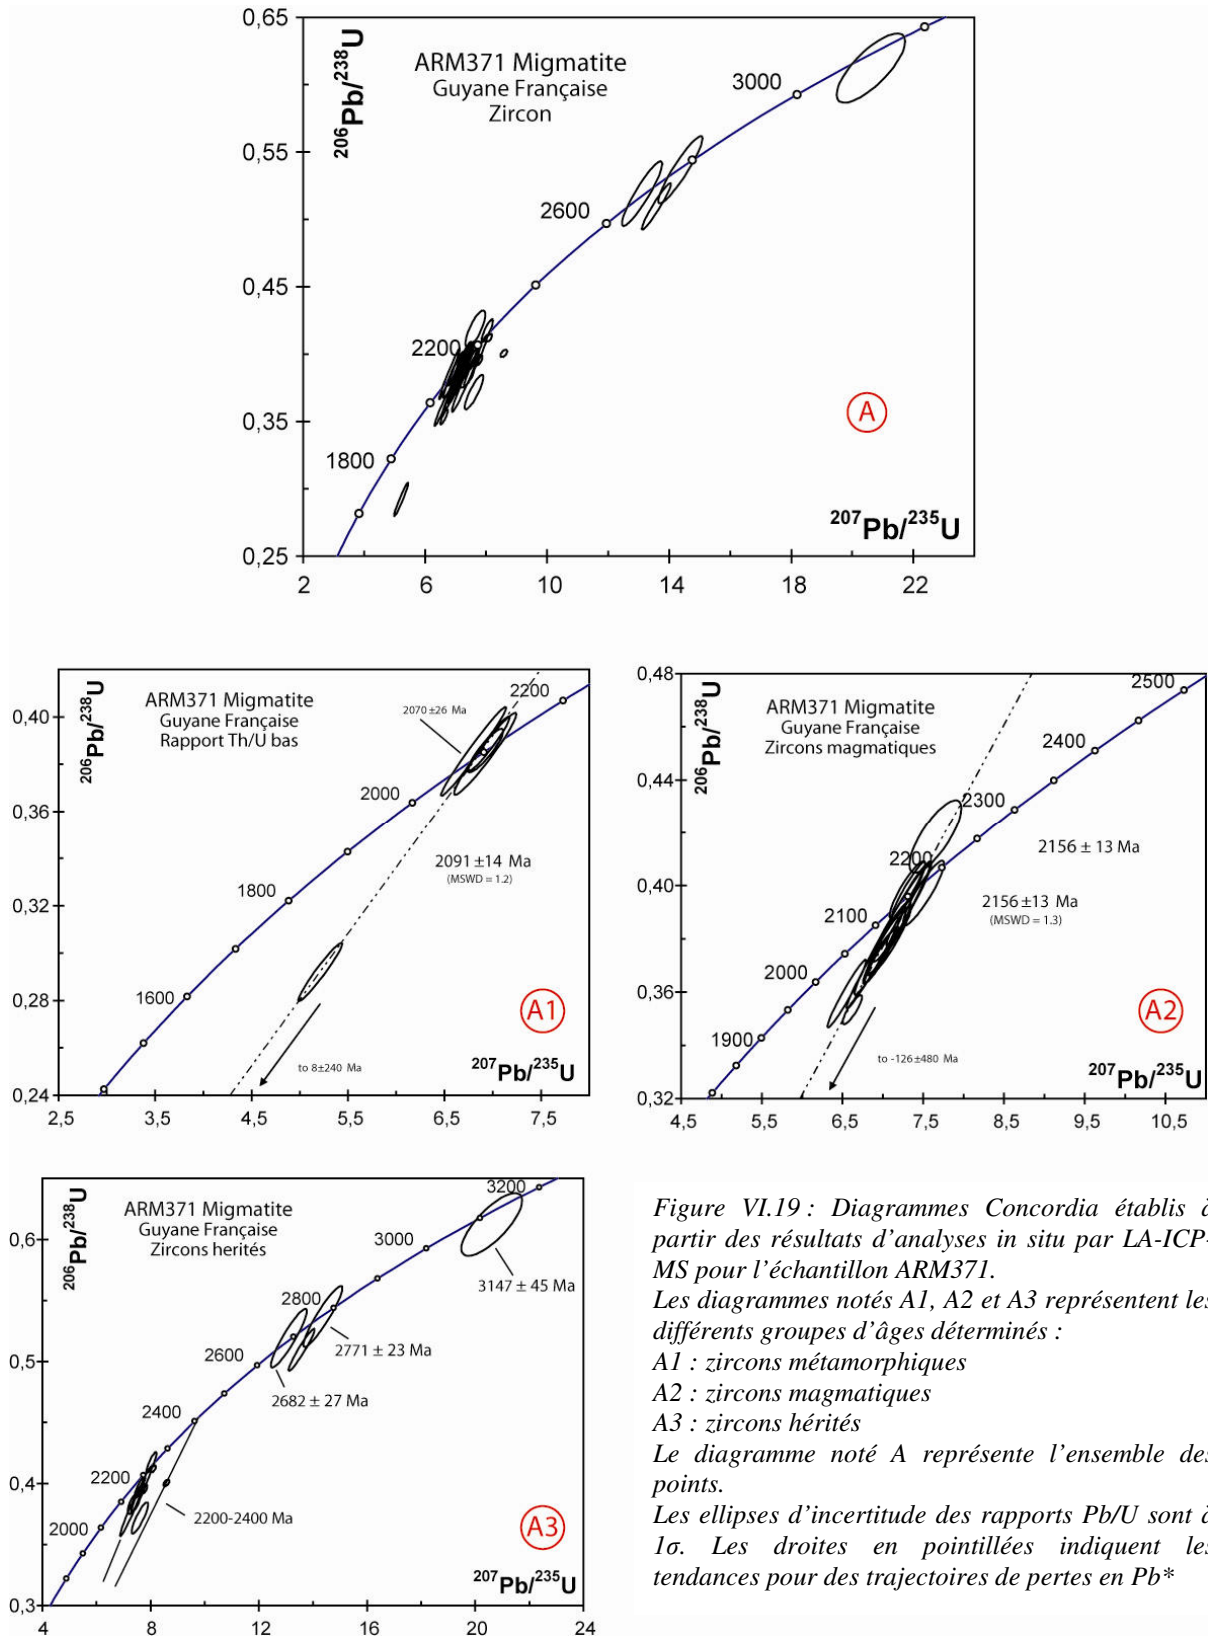 ARM371 Migmatite
Guyane Française
Zircon
206Pb/238U
0,65
0,55
0,45
0,35
0,25
3000
2600
2200
1800
A
207Pb/235U
2
6
10
14
18
22
ARM371 Migmatite
Guyane Française
Rapport Th/U bas
206Pb/238U
0,40
0,36
0,32
0,28
0,24
2070±26 Ma
2200
2000
1800
1600
2091±14 Ma
(MSWD = 1.2)
to 8±240 Ma
A1
207Pb/235U
2,5
3,5
4,5
5,5
6,5
7,5
ARM371 Migmatite
Guyane Française
Zircons magmatiques
206Pb/238U
0,48
0,44
0,40
0,36
0,32
2500
2400
2300
2200
2100
2000
1900
2156 ± 13 Ma
2156±13 Ma
(MSWD = 1.3)
to -126±480 Ma
A2
207Pb/235U
4,5
5,5
6,5
7,5
8,5
9,5
10,5
ARM371 Migmatite
Guyane Française
Zircons herités
206Pb/238U
0,6
0,5
0,4
0,3
3200
3000
2800
2600
2400
2200
2000
3147 ± 45 Ma
2771 ± 23 Ma
2682 ± 27 Ma
2200-2400 Ma
A3
207Pb/235U
4
8
12
16
20
24
Figure VI.19 : Diagrammes Concordia établis à
partir des résultats d'analyses in situ par LA-ICP-
MS pour l'échantillon ARM371.
Les diagrammes notés A1, A2 et A3 représentent les
différents groupes d'âges déterminés :
A1 : zircons métamorphiques
A2 : zircons magmatiques
A3 : zircons hérités
Le diagramme noté A représente l'ensemble des
points.
Les ellipses d'incertitude des rapports Pb/U sont à
1σ. Les droites en pointillées indiquent les
tendances pour des trajectoires de pertes en Pb*